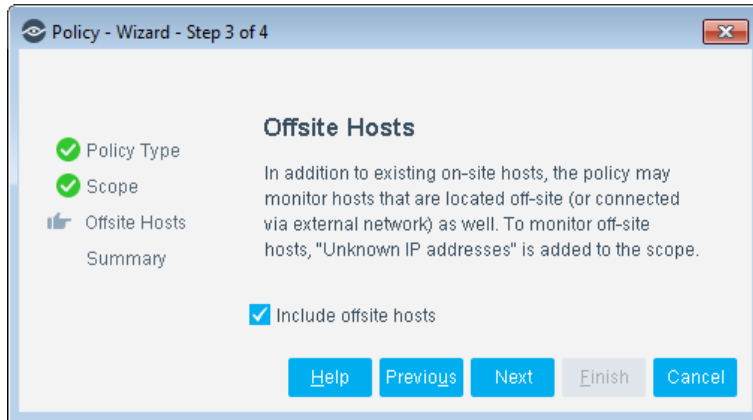 Policy - Wizard - Step 3 of 4
Policy Type
Scope
Offsite Hosts
Summary
Offsite Hosts
In addition to existing on-site hosts, the policy may
monitor hosts that are located off-site (or connected
via external network) as well. To monitor off-site
hosts, "Unknown IP addresses" is added to the scope.
Include offsite hosts
Help Previous Next Finish Cancel